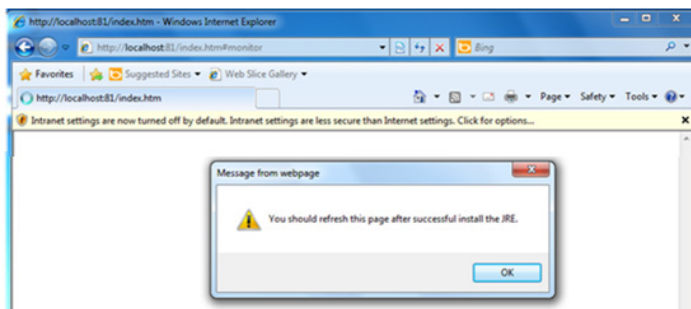 http://localhost:81/index.htm - Windows Internet Explorer
http://localhost:81/index.htm#monitor
Bing
Favorites Suggested Sites Web Slice Gallery
http://localhost:81/index.htm
Page Safety Tools
Intranet settings are now turned off by default. Intranet settings are less secure than Internet settings. Click for options...
Message from webpage
You should refresh this page after successful install the JRE.
OK